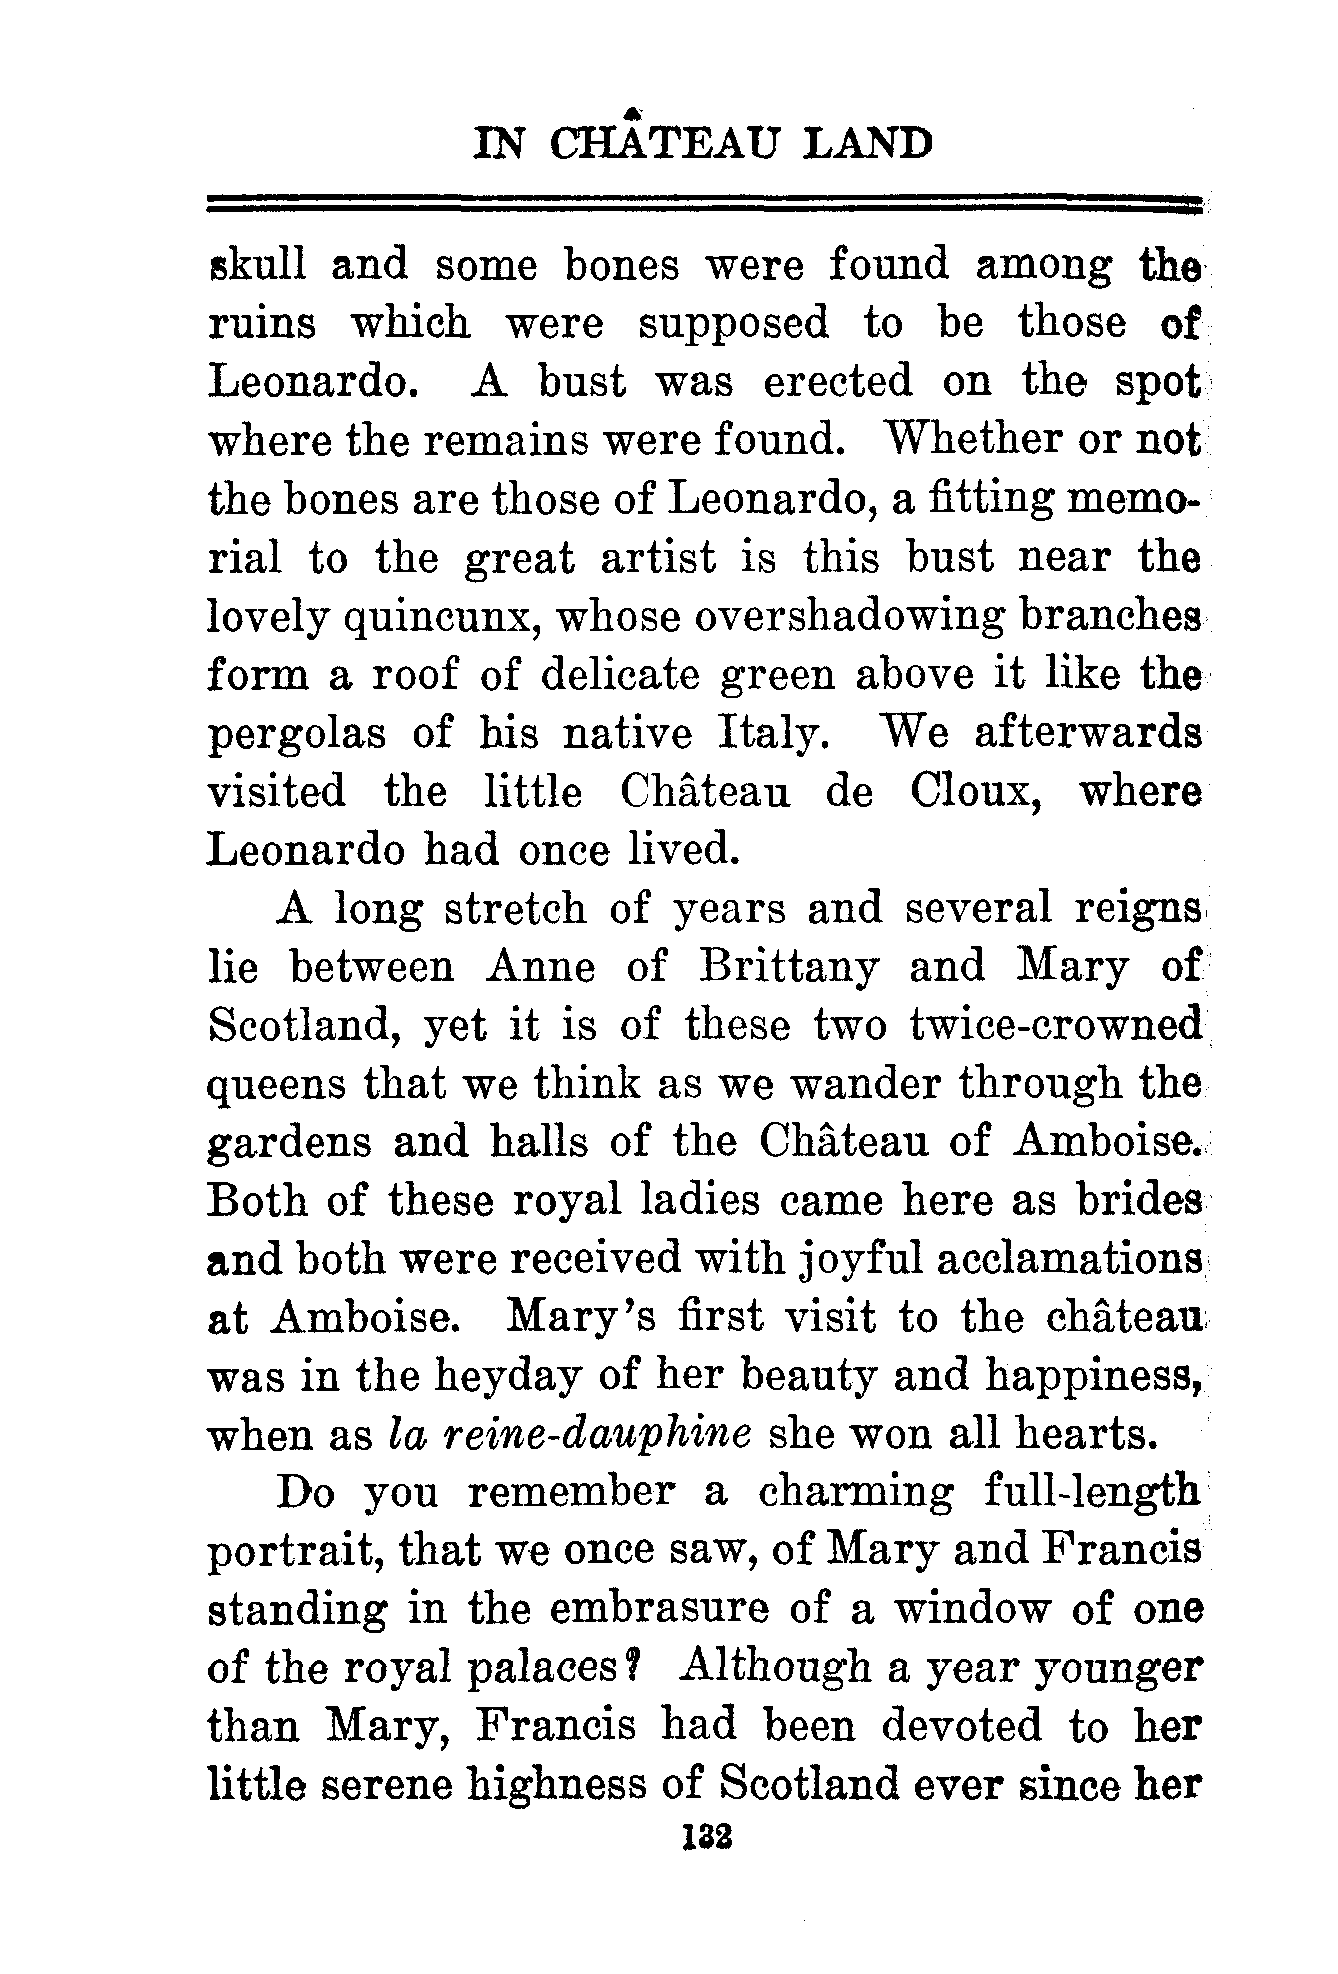 IN CHÂTEAU LAND
skull and some bones were found among the
ruins which were supposed to be those of
Leonardo. A bust was erected on the spot
where the remains were found. Whether or not
the bones are those of Leonardo, a fitting memo-
rial to the great artist is this bust near the
lovely quincunx, whose overshadowing branches
form a roof of delicate green above it like the
pergolas of his native Italy. We afterwards
visited the little Château de Cloux, where
Leonardo had once lived.
A long stretch of years and several reigns
lie between Anne of Brittany and Mary of
Scotland, yet it is of these two twice-crowned
queens that we think as we wander through the
gardens and halls of the Château of Amboise.
Both of these royal ladies came here as brides
and both were received with joyful acclamations
at Amboise. Mary's first visit to the château
was in the heyday of her beauty and happiness,
when as la reine-dauphine she won all hearts.
Do you remember a charming full-length
portrait, that we once saw, of Mary and Francis
standing in the embrasure of a window of one
of the royal palaces? Although a year younger
than Mary, Francis had been devoted to her
little serene highness of Scotland ever since her
132